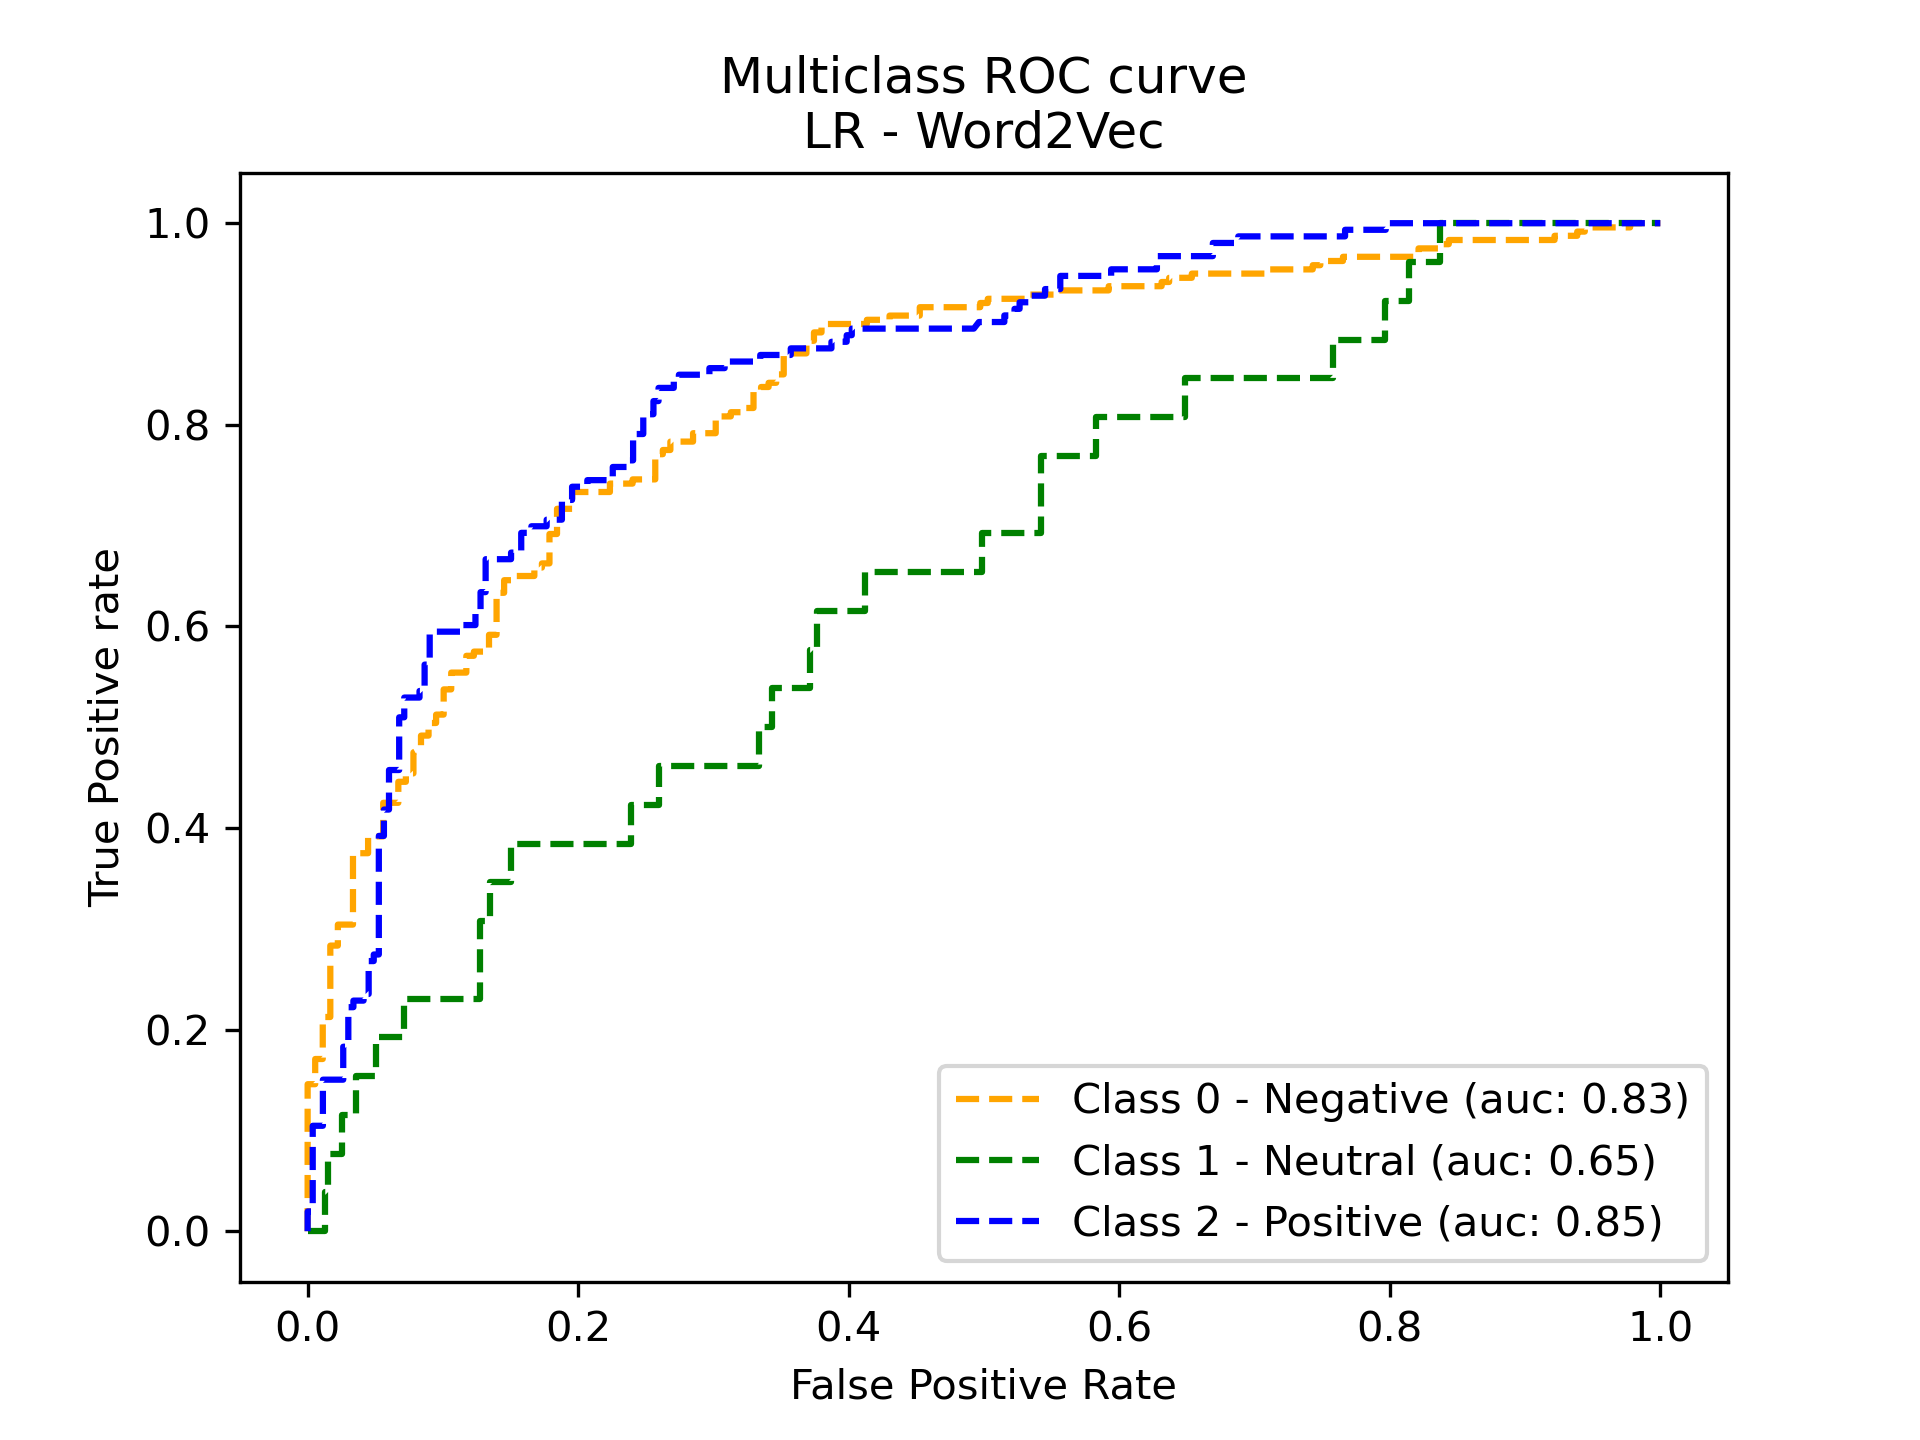 Multiclass ROC curve
LR - Word2Vec
True Positive rate
1.0
0.8
0.6
0.4
0.2
0.0
Class 0 - Negative (auc: 0.83)
Class 1 - Neutral (auc: 0.65)
Class 2 - Positive (auc: 0.85)
0.0 0.2 0.4 0.6 0.8 1.0
False Positive Rate